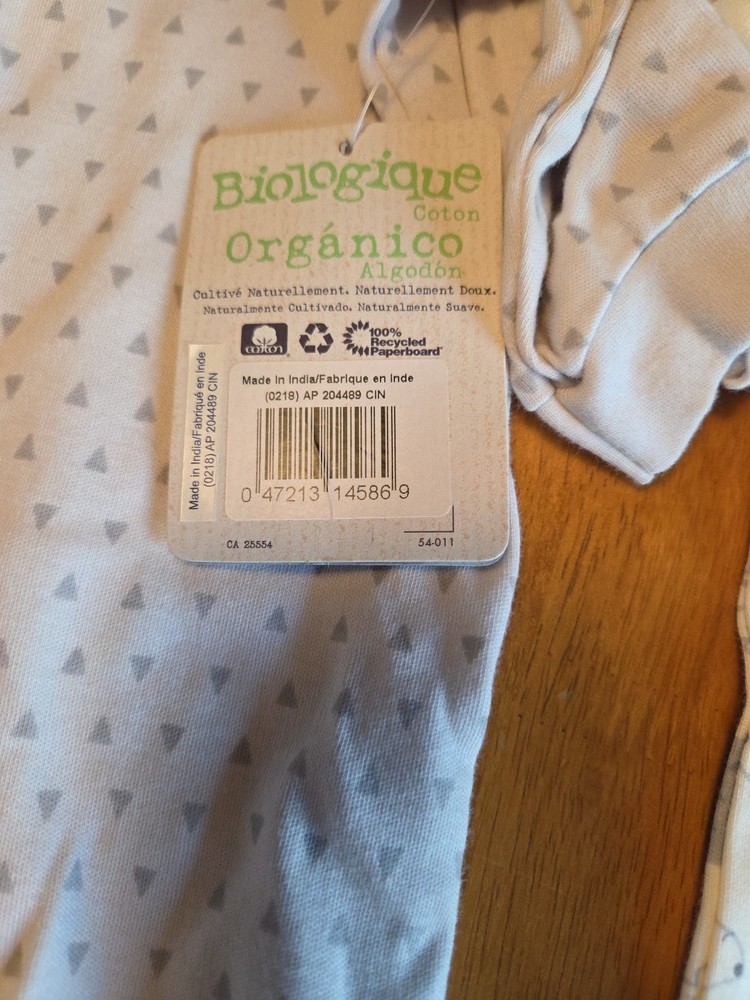 Biologique
Coton
Orgánico
Algodón
Cultivé Naturellement. Naturellement Doux.
Naturalmente Cultivado. Naturalmente Suave.
COTTON
100%
Recycled
Paperboard
Made in India/Fabriqué en Inde
(0218) AP 204489 CIN
Made in India/Fabrique en Inde
(0218) AP 204489 CIN
0 47213 14586 9
CA 25554
54-011